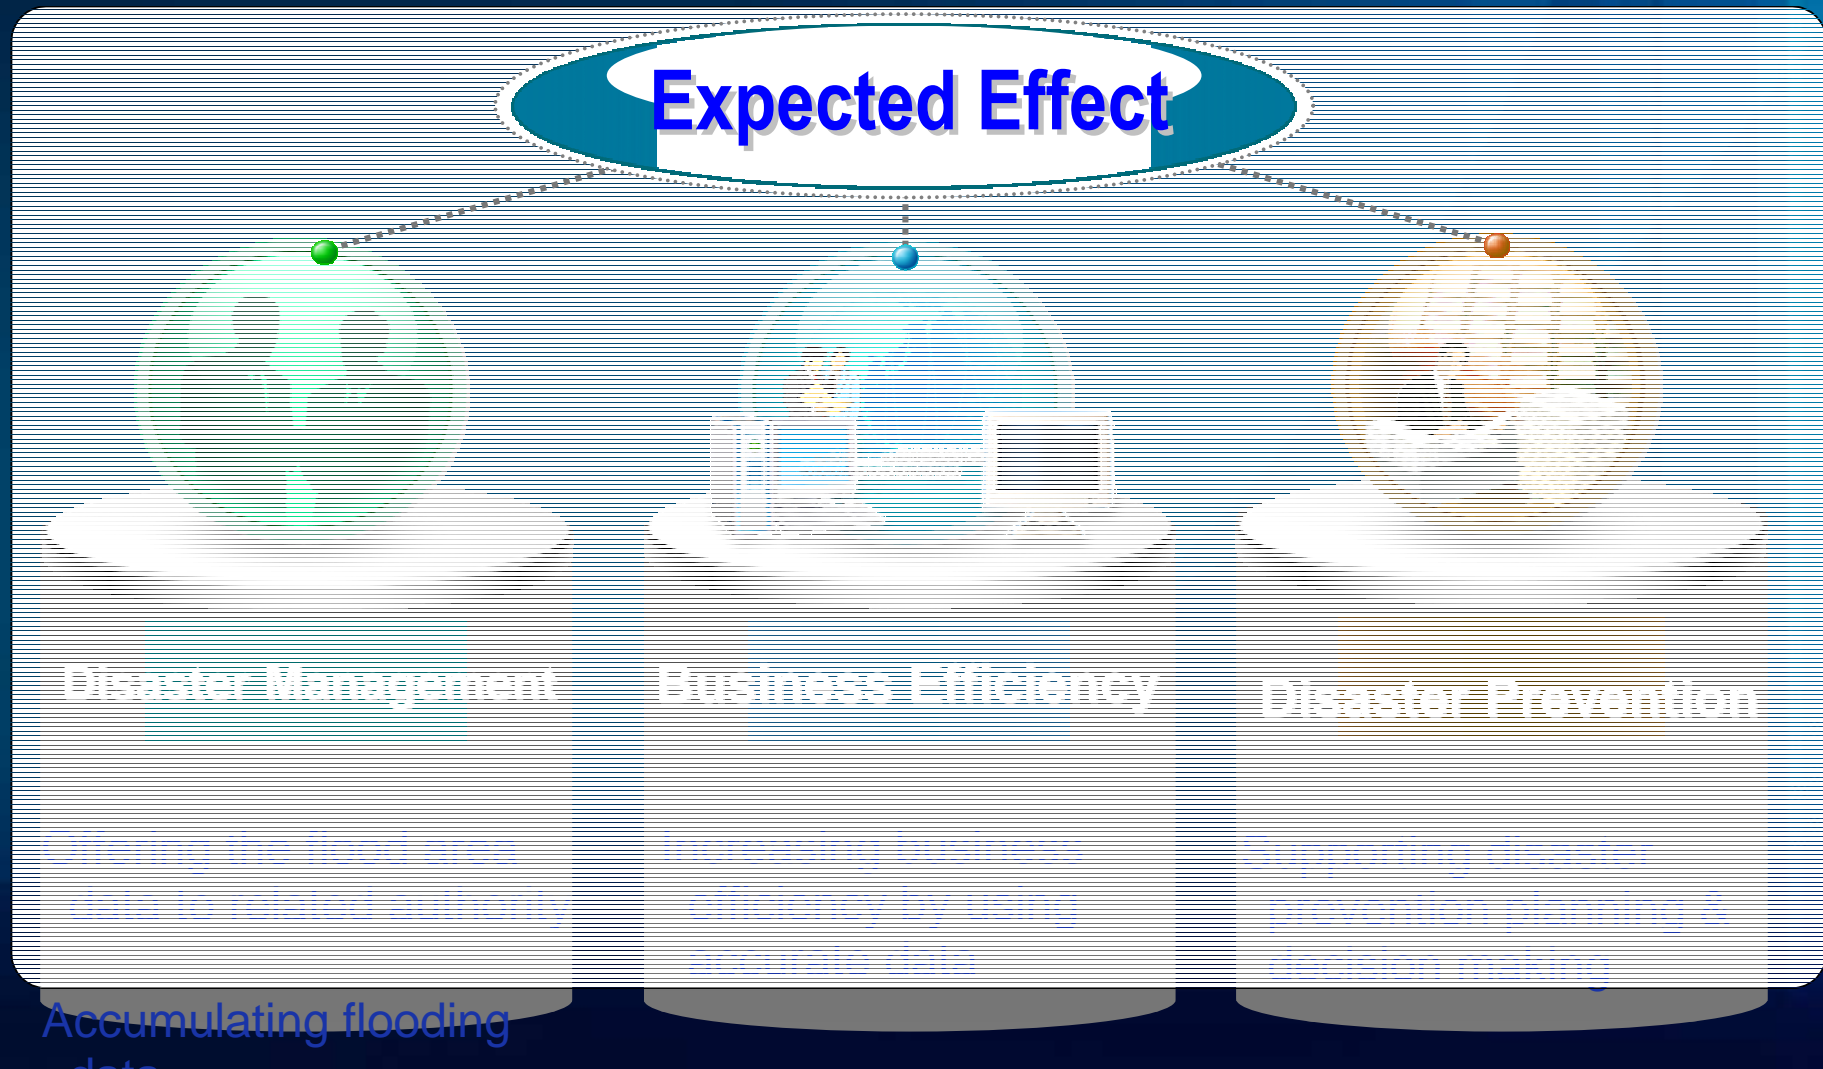 Expected Effect
Disaster Management
Offering the flood area
data to related authority
Accumulating flooding
data
Business Efficiency
Increasing business
efficiency by using
accurate data
Disaster Prevention
Supporting disaster
prevention planning &
decision making